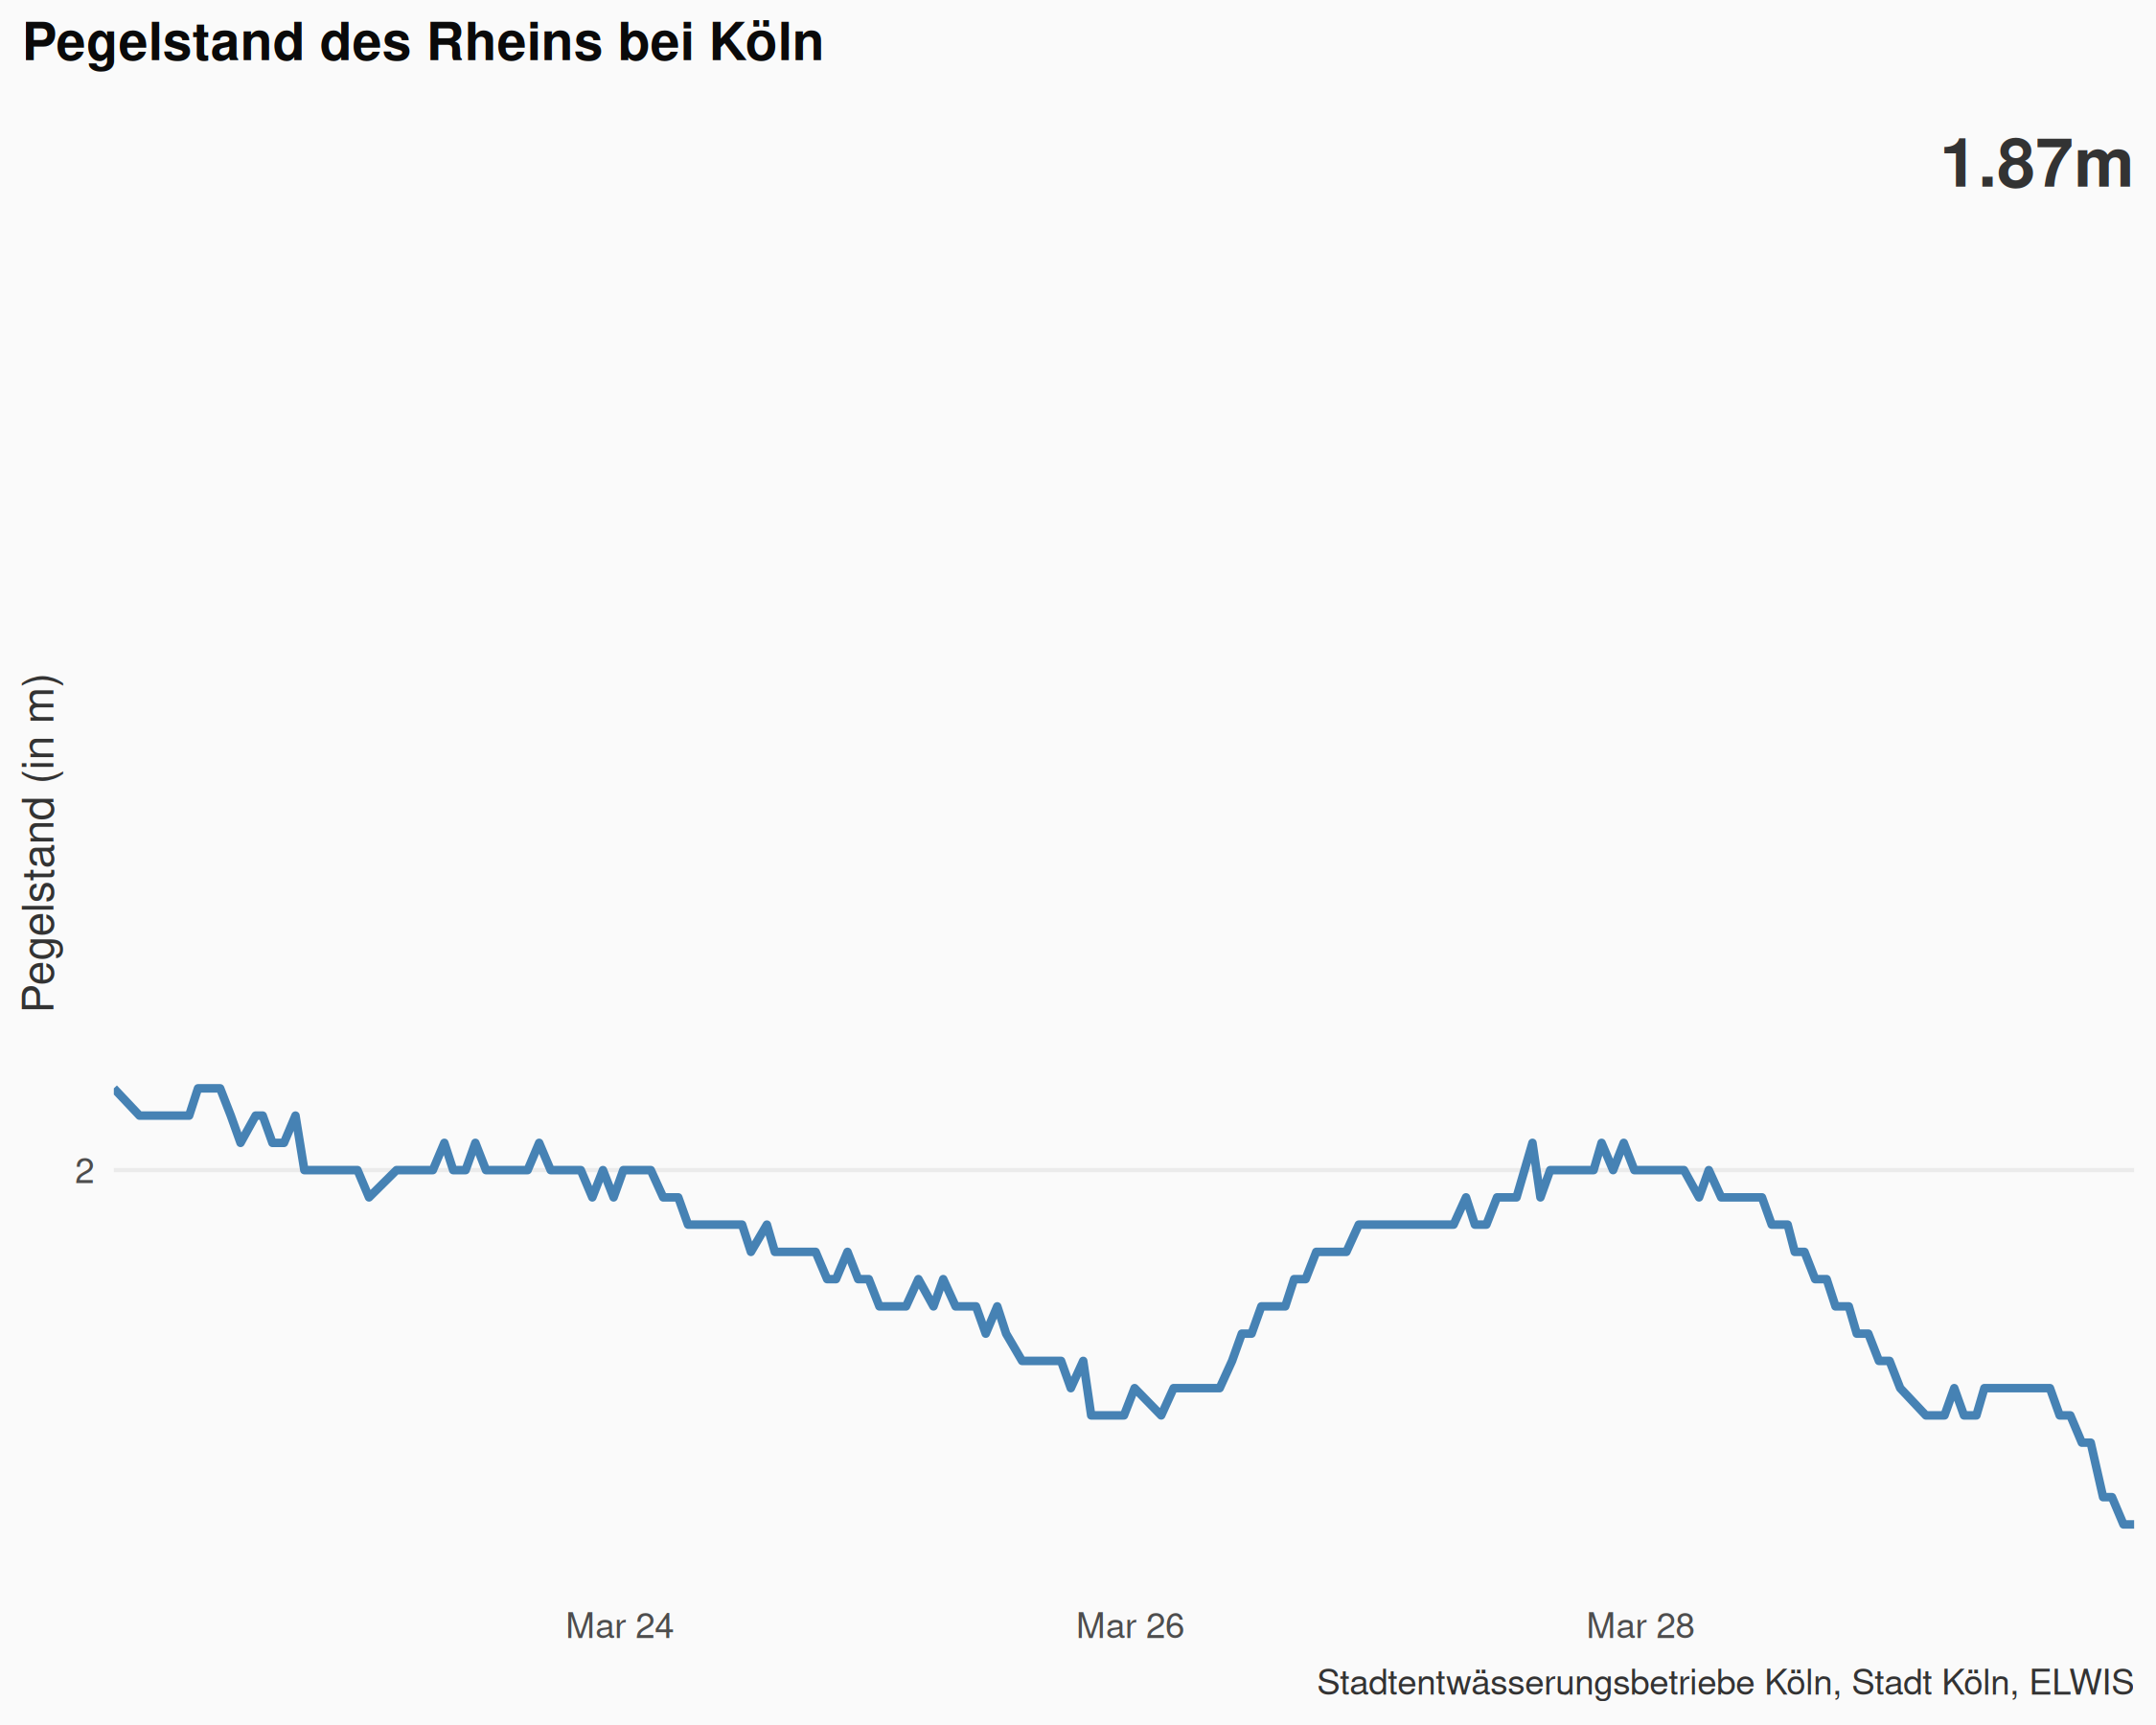 Pegelstand des Rheins bei Köln
1.87m
Pegelstand (in m)
2
Mar 24
Mar 26
Mar 28
Stadtentwässerungsbetriebe Köln, Stadt Köln, ELWIS